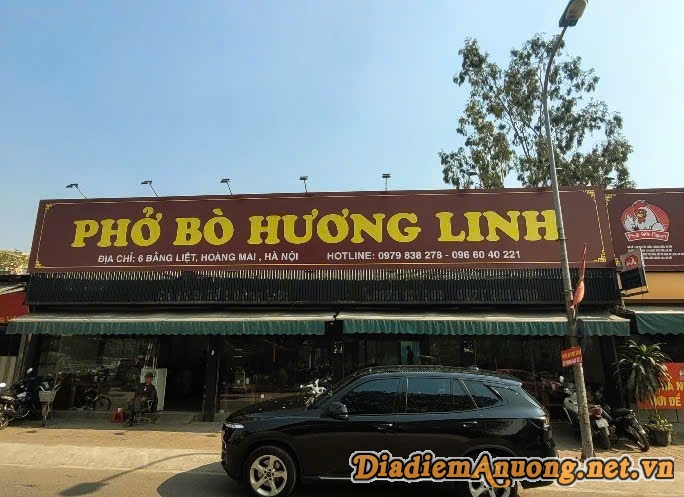 PHỞ BÒ HƯƠNG LINH
ĐỊA CHỈ: 6 BẰNG LIỆT, HOÀNG MAI , HÀ NỘI HOTLINE: 0979 838 278 - 096 60 40 221
DiadiemAnuong.net.vn